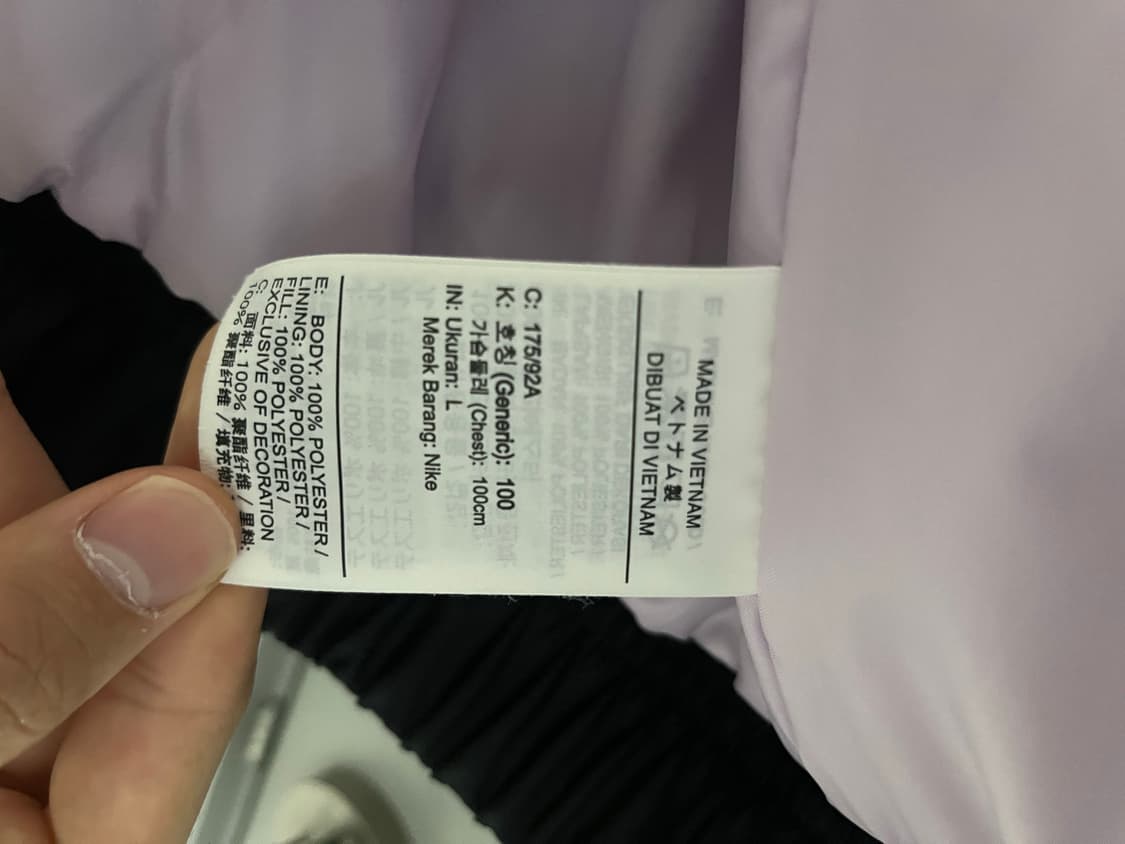 MADE IN VIETNAM
ベトナム製
DIBUAT DI VIETNAM
C: 175/92A
K: 호칭 (Generic): 100
가슴둘레 (Chest): 100cm
IN: Ukuran: L
Merek Barang: Nike
E: BODY: 100% POLYESTER /
LINING: 100% POLYESTER /
FILL: 100% POLYESTER /
EXCLUSIVE OF DECORATION
C: 面料: 100% 聚酯纤维 / 里料:
100% 聚酯纤维 / 填充物: